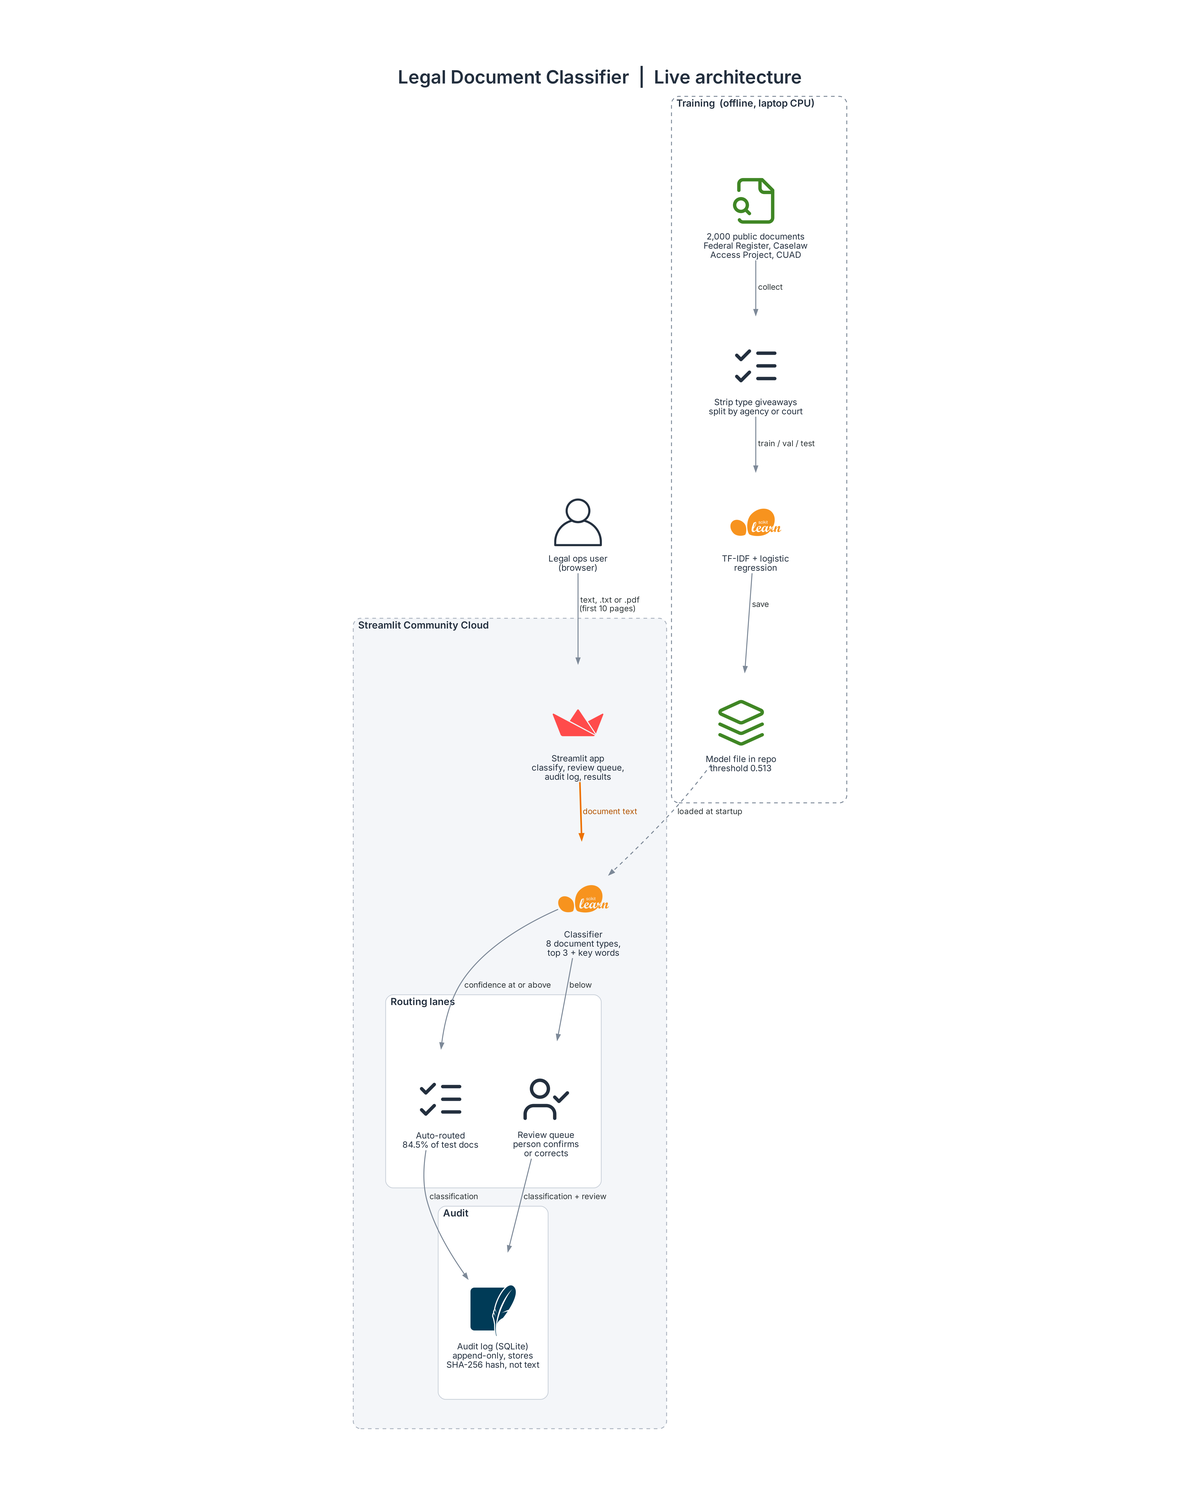 Legal Document Classifier | Live architecture
Training (offline, laptop CPU)
2,000 public documents
Federal Register, Caselaw
Access Project, CUAD
collect
Strip type giveaways
split by agency or court
train / val / test
learn
TF-IDF + logistic
regression
save
Model file in repo
threshold 0.513
loaded at startup
Legal ops user
(browser)
text, .txt or .pdf
(first 10 pages)
Streamlit Community Cloud
Streamlit app
classify, review queue,
audit log, results
document text
learn
Classifier
8 document types,
top 3 + key words
confidence at or above
below
Routing lanes
Auto-routed
84.5% of test docs
Review queue
person confirms
or corrects
classification
classification + review
Audit
Audit log (SQLite)
append-only, stores
SHA-256 hash, not text